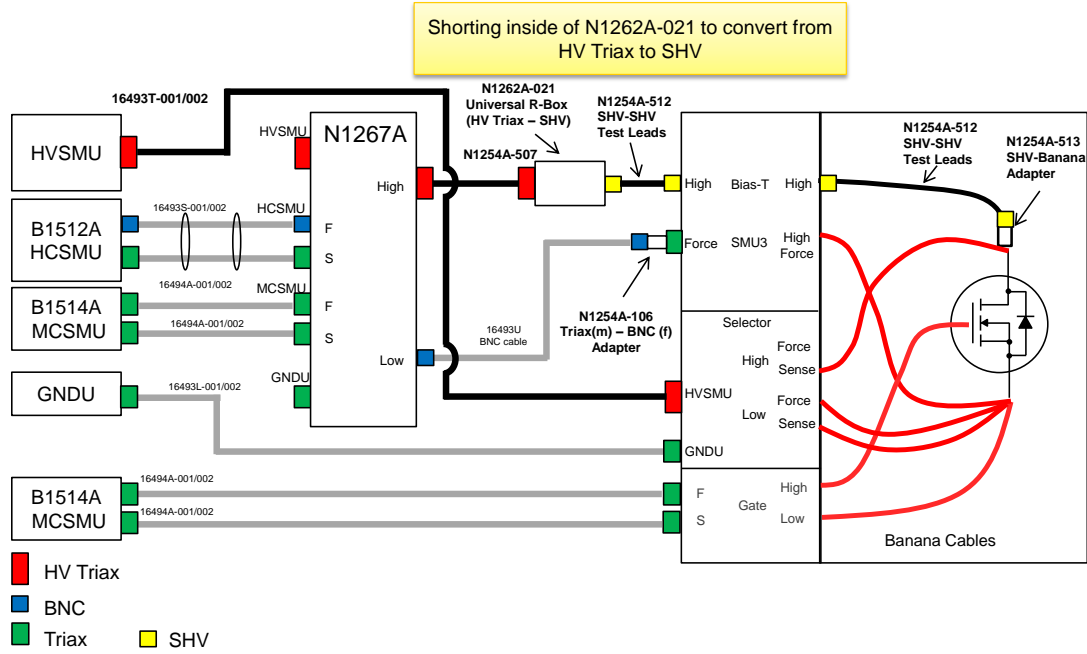 Shorting inside of N1262A-021 to convert from
HV Triax to SHV
16493T-001/002
HVSMU
B1512A
HCSMU
B1514A
MCSMU
GNDU
B1514A
MCSMU
16493S-001/002
16494A-001/002
16494A-001/002
16493L-001/002
16494A-001/002
16494A-001/002
N1267A
HVSMU
HCSMU
F
S
MCSMU
F
S
GNDU
High
Low
N1254A-507
N1262A-021
Universal R-Box
(HV Triax – SHV)
N1254A-512
SHV-SHV
Test Leads
16493U
BNC cable
N1254A-106
Triax(m) – BNC (f)
Adapter
High
Bias-T
High
Force
SMU3
High
Force
Selector
High
Force
Sense
HVSMU
Low
Force
Sense
GNDU
F
S
Gate
High
Low
N1254A-512
SHV-SHV
Test Leads
N1254A-513
SHV-Banana
Adapter
Banana Cables
HV Triax
BNC
Triax
SHV